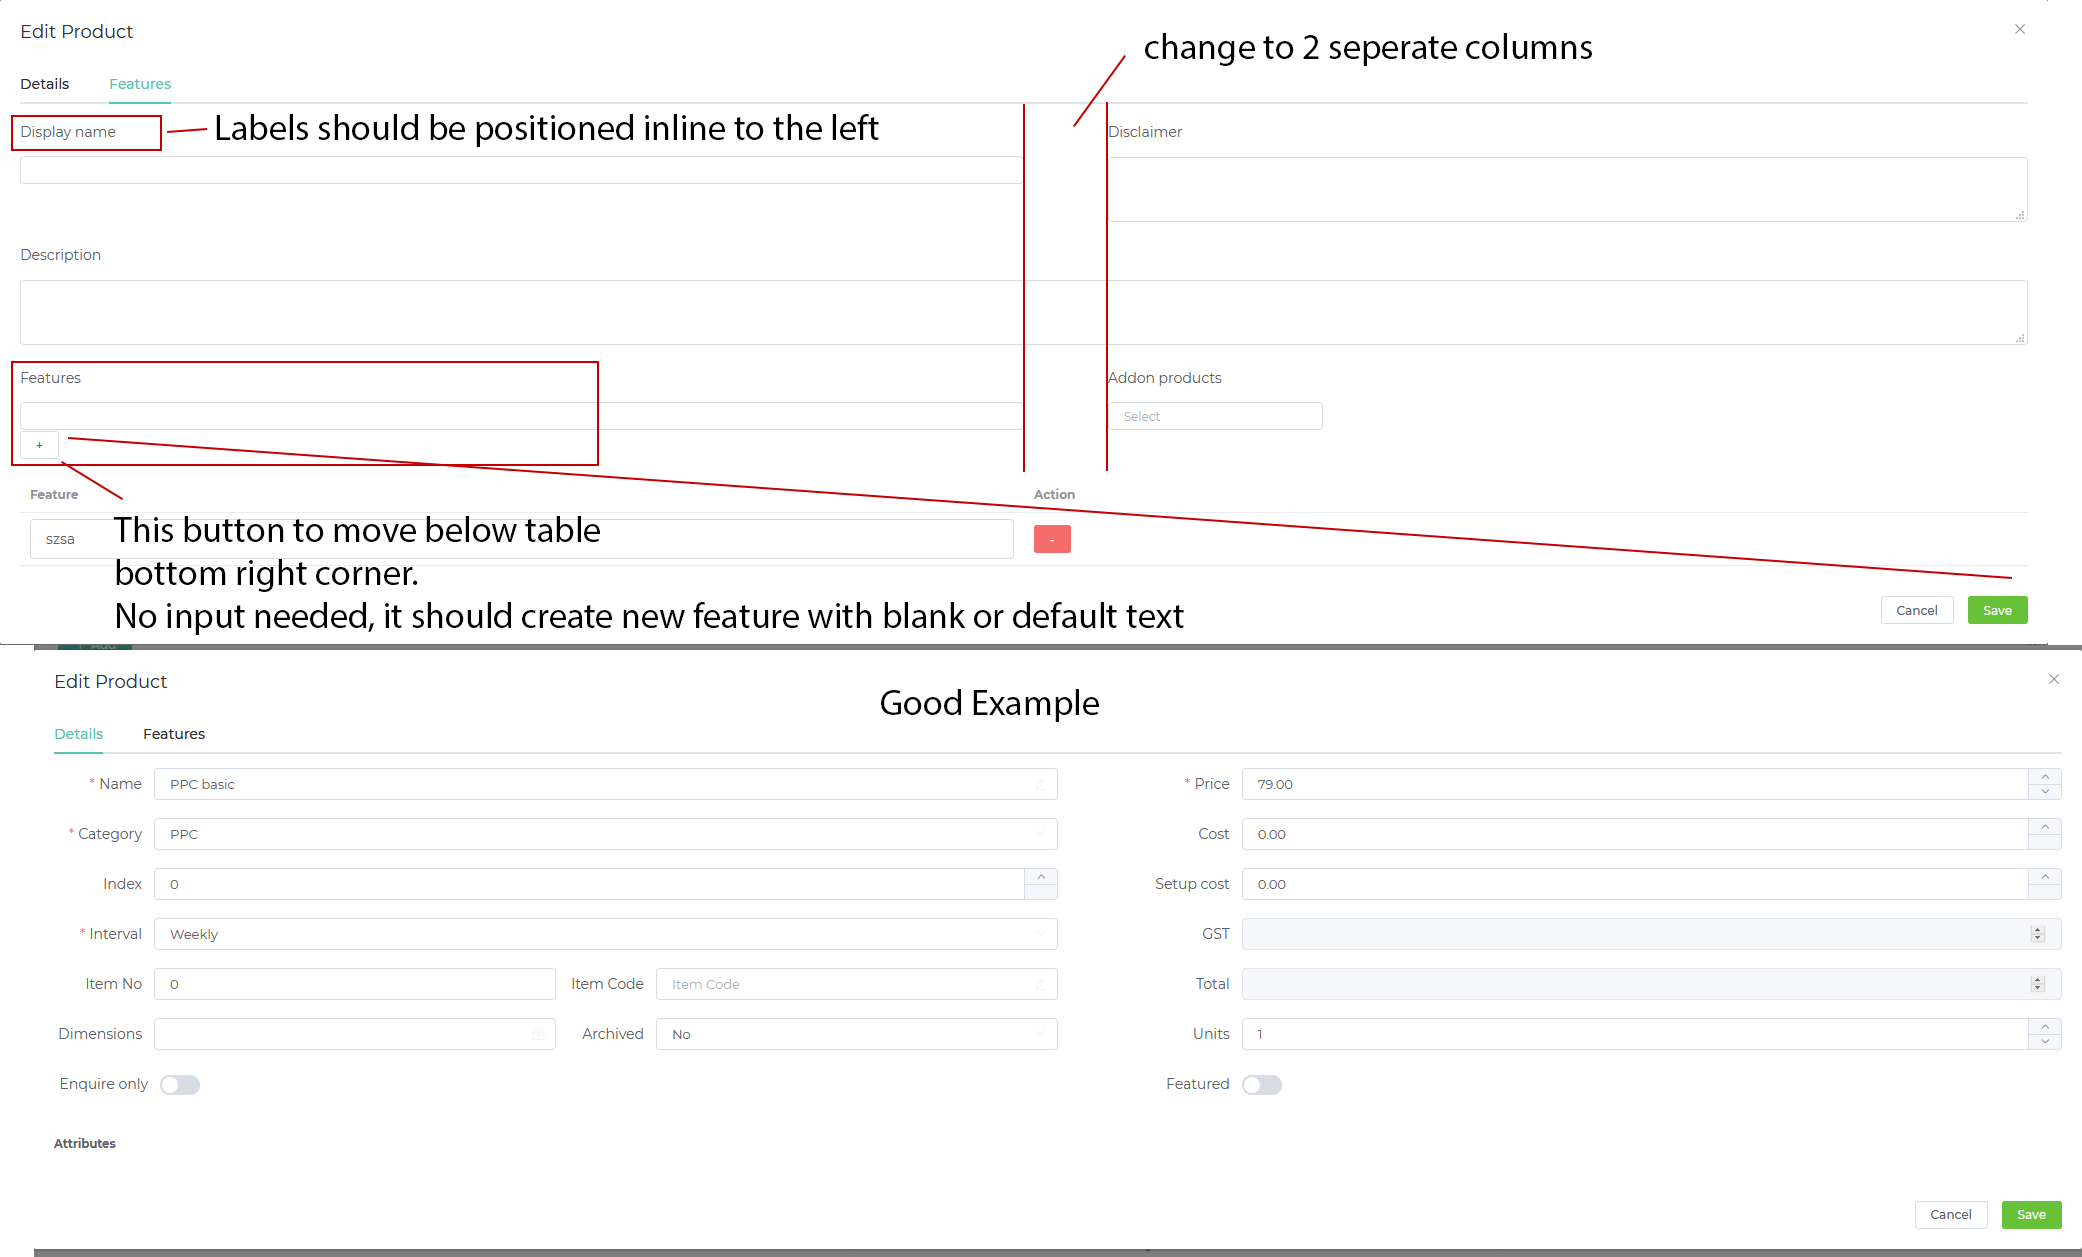 Edit Product
change to 2 seperate columns
Details Features
Display name
Labels should be positioned inline to the left
Disclaimer
Description
Features
Addon products
Select
+
Feature Action
szsa
-
This button to move below table
bottom right corner.
No input needed, it should create new feature with blank or default text
Cancel Save
Add
Edit Product
Good Example
Details Features
* Name PPC basic * Price 79.00
* Category PPC Cost 0.00
Index 0 Setup cost 0.00
* Interval Weekly GST
Item No 0 Item Code Item Code Total
Dimensions Archived No Units 1
Enquire only Featured
Attributes
Cancel Save